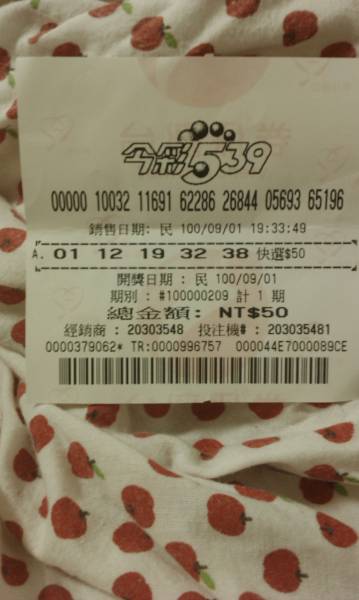 今彩539
00000 10032 11691 62286 26844 05693 65196
銷售日期: 民 100/09/01 19:33:49
A. 01 12 19 32 38 快選$50
開獎日期 : 民 100/09/01
期別 : #100000209 計 1 期
總金額: NT$50
經銷商 : 20303548 投注機# : 203035481
0000379062* TR:0000996757 000044E7000089CE